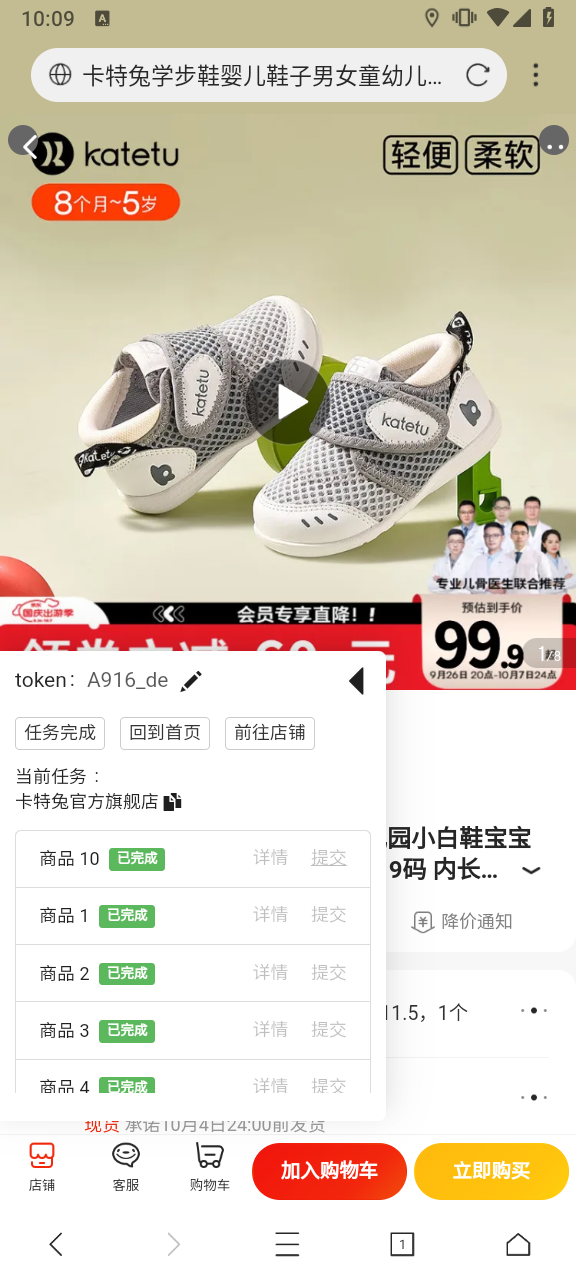 10:09
卡特兔学步鞋婴儿鞋子男女童幼儿...
katetu
轻便 柔软
8个月~5岁
katetu
katetu
专业儿骨医生联合推荐
国庆出游季
会员专享直降！！
预估到手价
99.9
1/8
9月26日 20点-10月7日24点
token： A916_de
任务完成 回到首页 前往店铺
当前任务 ：
卡特兔官方旗舰店
商品 10 已完成 详情 提交
商品 1 已完成 详情 提交
商品 2 已完成 详情 提交
商品 3 已完成 详情 提交
商品 4 已完成 详情 提交
园小白鞋宝宝
9码 内长...
降价通知
11.5，1个
现货 承诺10月4日24:00前发货
店铺 客服 购物车 加入购物车 立即购买
1